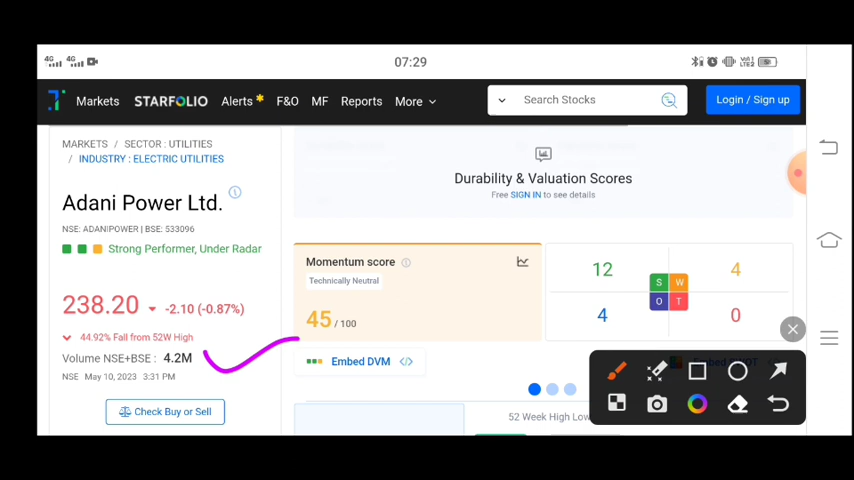 4G 4G 07:29
Markets STARFOLIO Alerts F&O MF Reports More Search Stocks Login / Sign up
MARKETS / SECTOR : UTILITIES
/ INDUSTRY : ELECTRIC UTILITIES
Adani Power Ltd.
NSE: ADANIPOWER | BSE: 533096
Strong Performer, Under Radar
238.20 -2.10 (-0.87%)
44.92% Fall from 52W High
Volume NSE+BSE : 4.2M
NSE May 10, 2023 3:31 PM
Check Buy or Sell
Durability & Valuation Scores
Free SIGN IN to see details
Momentum score
Technically Neutral
45 / 100
12 4
S W
O T
4 0
Embed DVM
52 Week High Low